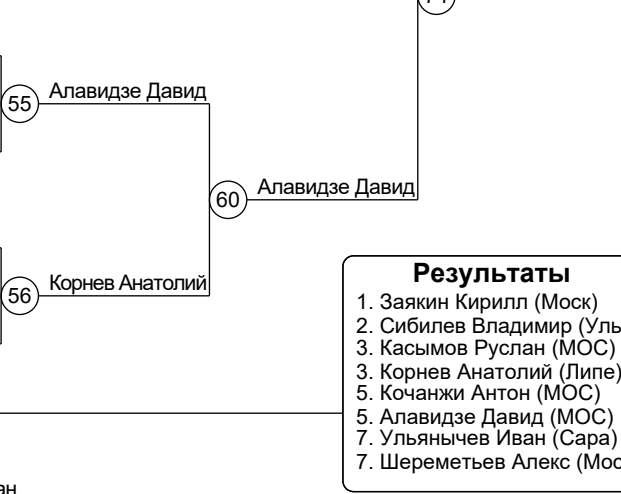 55
Алавидзе Давид
60
Алавидзе Давид
56
Корнев Анатолий
Результаты
1. Заякин Кирилл (Моск)
2. Сибилев Владимир (Уль
3. Касымов Руслан (МОС)
3. Корнев Анатолий (Липе)
5. Кочанжи Антон (МОС)
5. Алавидзе Давид (МОС)
7. Ульянычев Иван (Сара)
7. Шереметьев Алекс (Мос